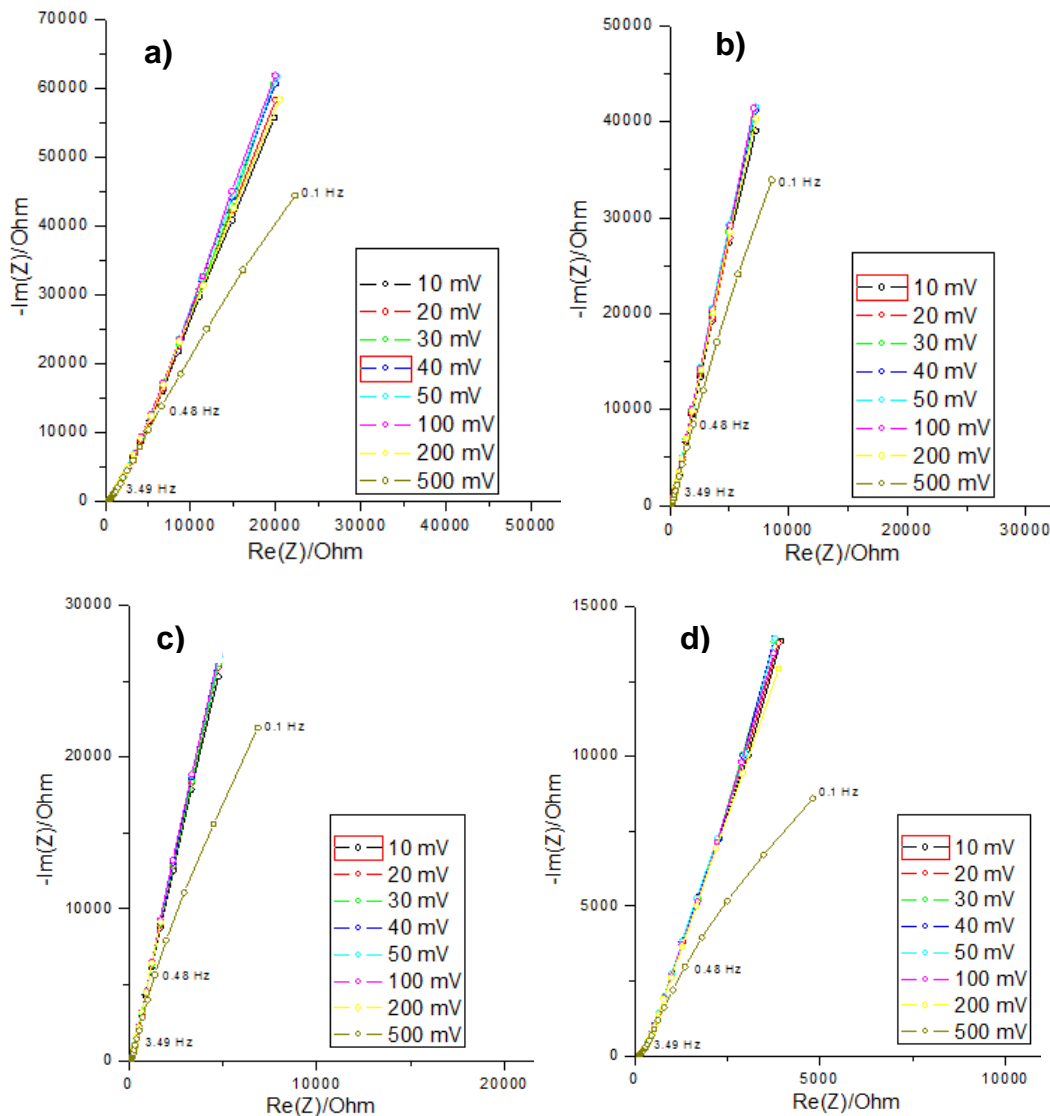 a)
-Im(Z)/Ohm
70000
60000
50000
40000
30000
20000
10000
0
0.1 Hz
0.48 Hz
3.49 Hz
10 mV
20 mV
30 mV
40 mV
50 mV
100 mV
200 mV
500 mV
0 10000 20000 30000 40000 50000
Re(Z)/Ohm
b)
-Im(Z)/Ohm
50000
40000
30000
20000
10000
0
0.1 Hz
0.48 Hz
3.49 Hz
10 mV
20 mV
30 mV
40 mV
50 mV
100 mV
200 mV
500 mV
0 10000 20000 30000
Re(Z)/Ohm
c)
-Im(Z)/Ohm
30000
20000
10000
0
0.1 Hz
0.48 Hz
3.49 Hz
10 mV
20 mV
30 mV
40 mV
50 mV
100 mV
200 mV
500 mV
0 10000 20000
Re(Z)/Ohm
d)
-Im(Z)/Ohm
15000
10000
5000
0
0.1 Hz
0.48 Hz
3.49 Hz
10 mV
20 mV
30 mV
40 mV
50 mV
100 mV
200 mV
500 mV
0 5000 10000
Re(Z)/Ohm